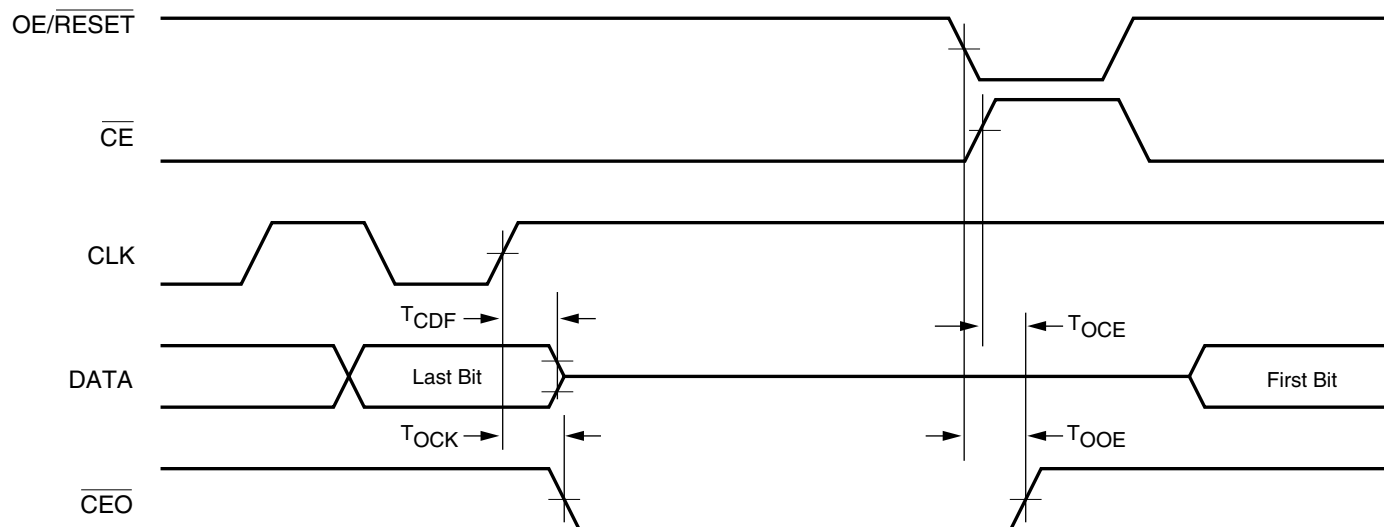 OE/RESET
CE
CLK
TCDF
TOCE
DATA
Last Bit
First Bit
TOCK
TOOE
CEO